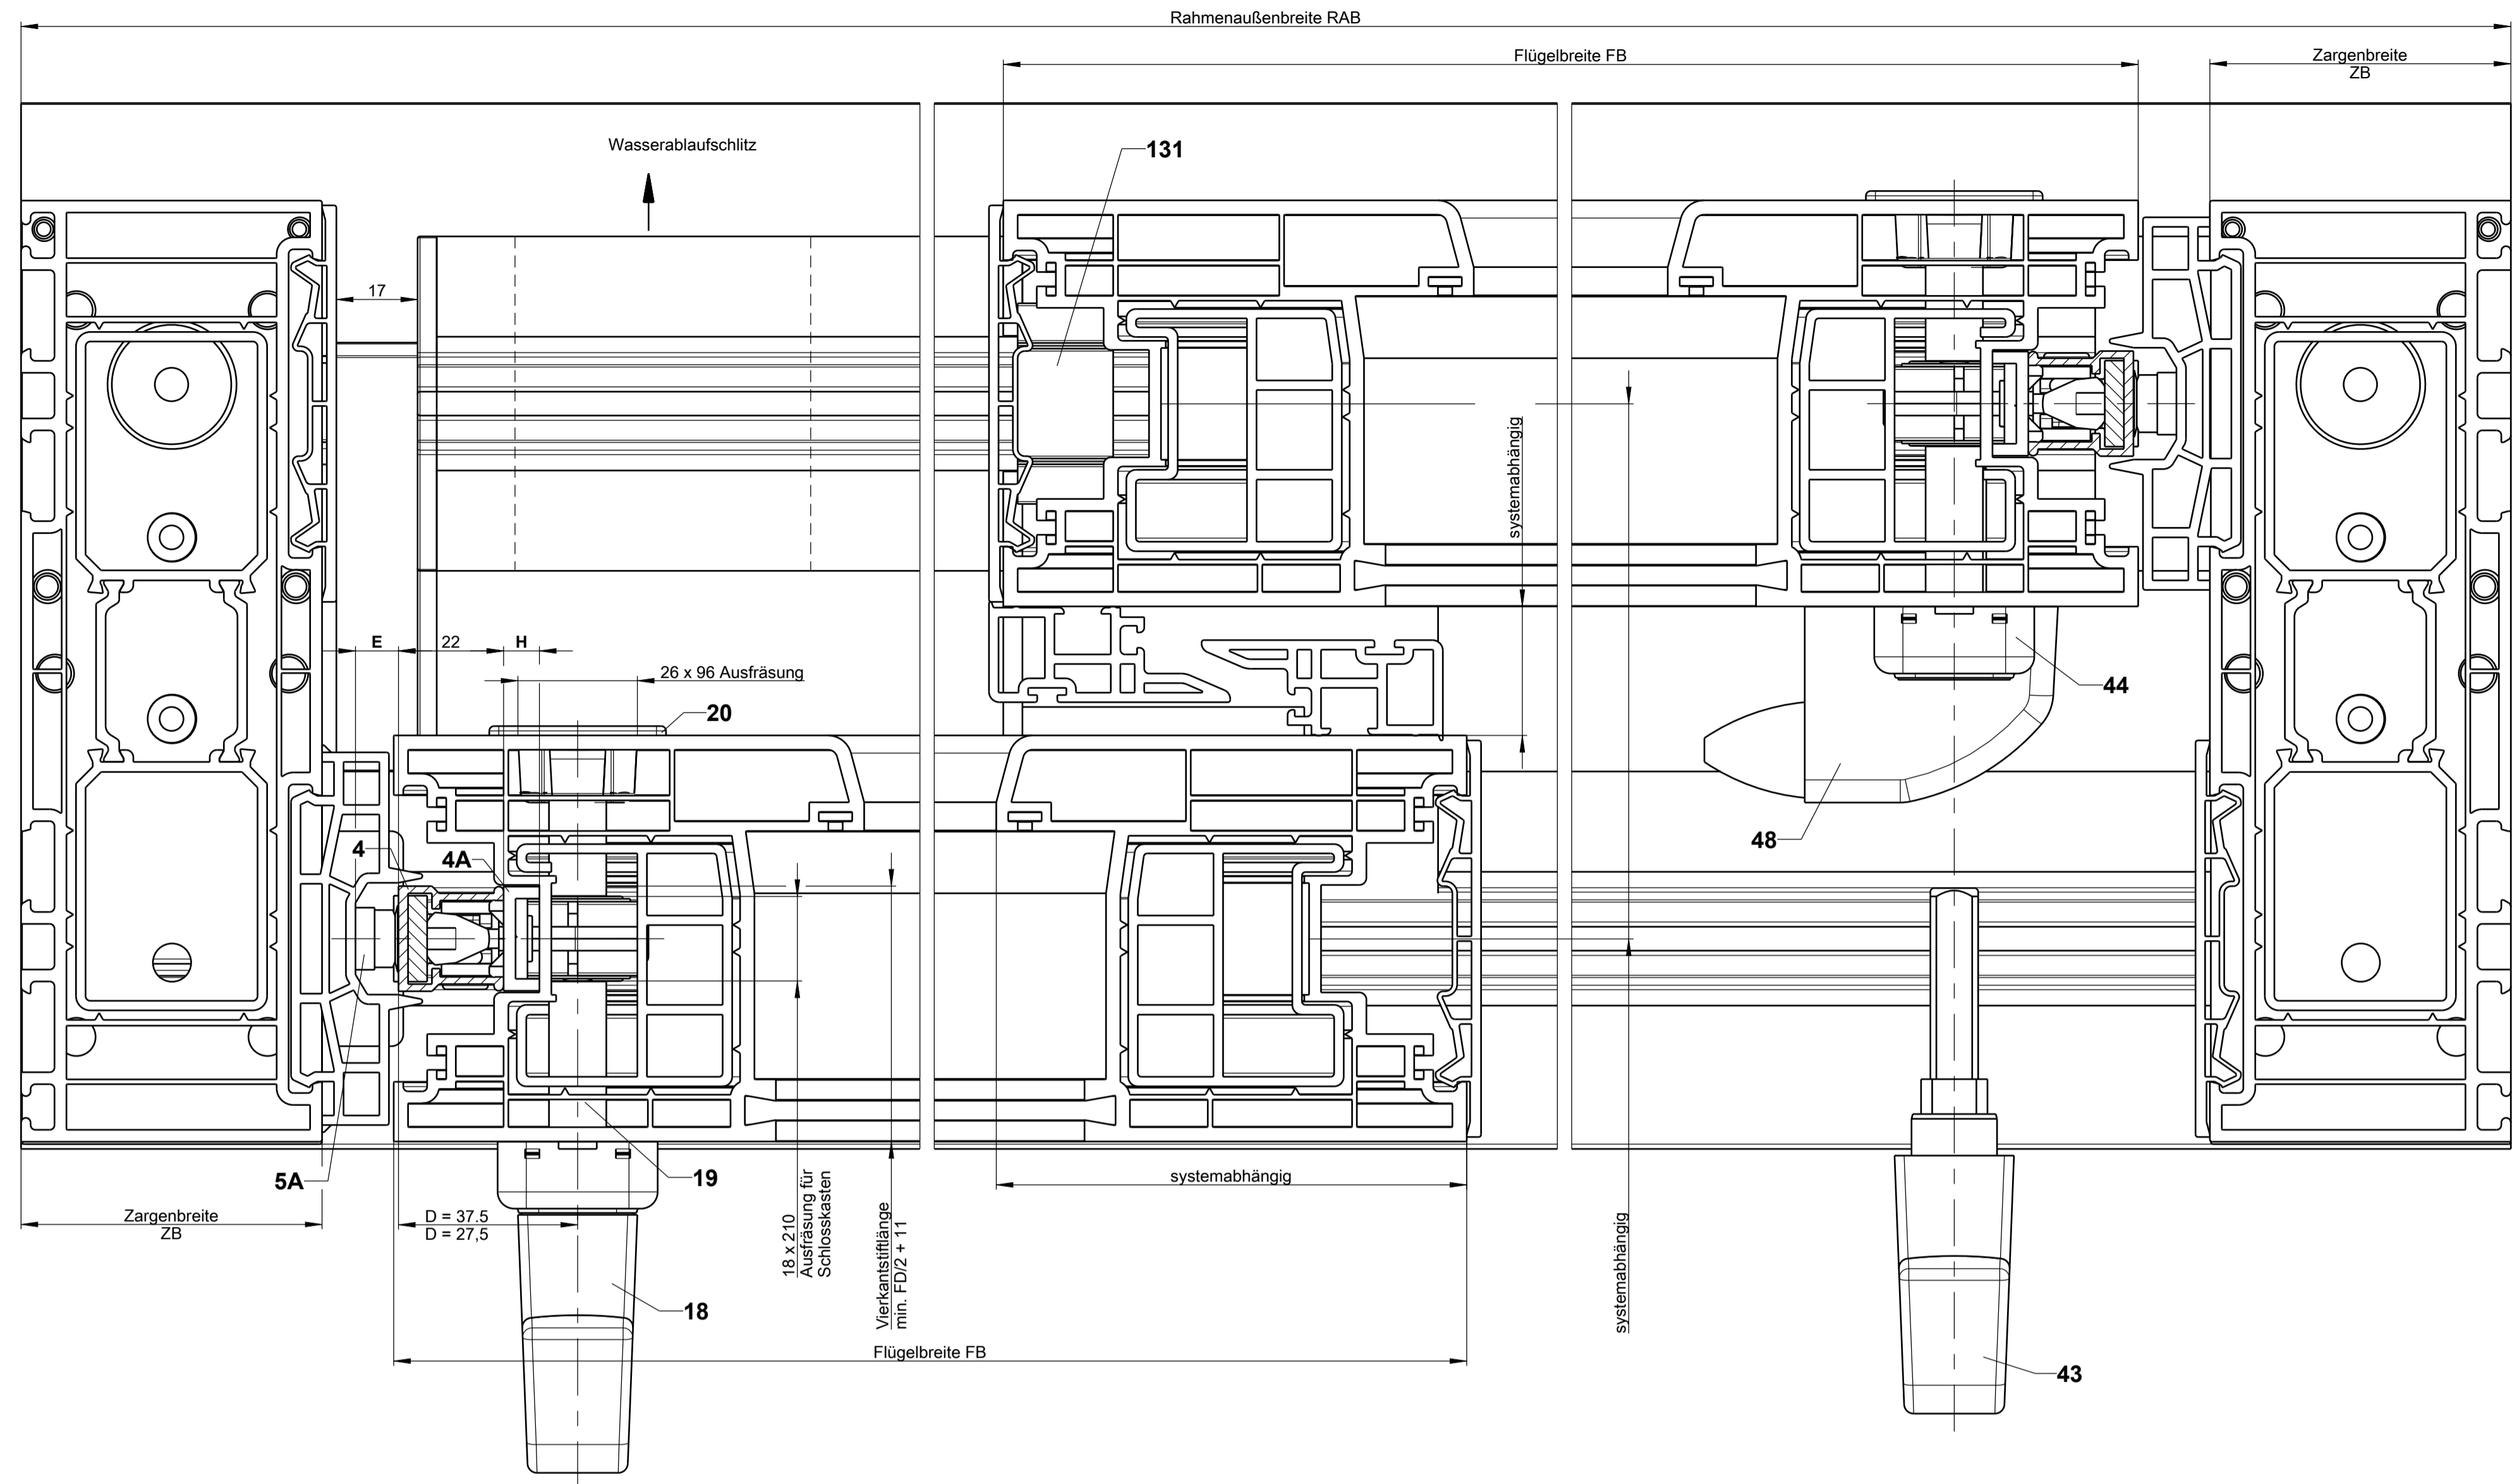 Rahmenaußenbreite RAB
Flügelbreite FB
Zargenbreite
ZB
Wasserablaufschlitz
131
17
systemabhängig
E
22
H
26 x 96 Ausfräsung
20
44
48
4
4A
5A
19
Zargenbreite
ZB
D = 37.5
D = 27,5
18 x 210
Ausfräsung für
Schlosskasten
Vierkantstiftlänge
min. FD/2 + 11
systemabhängig
systemabhängig
18
Flügelbreite FB
43